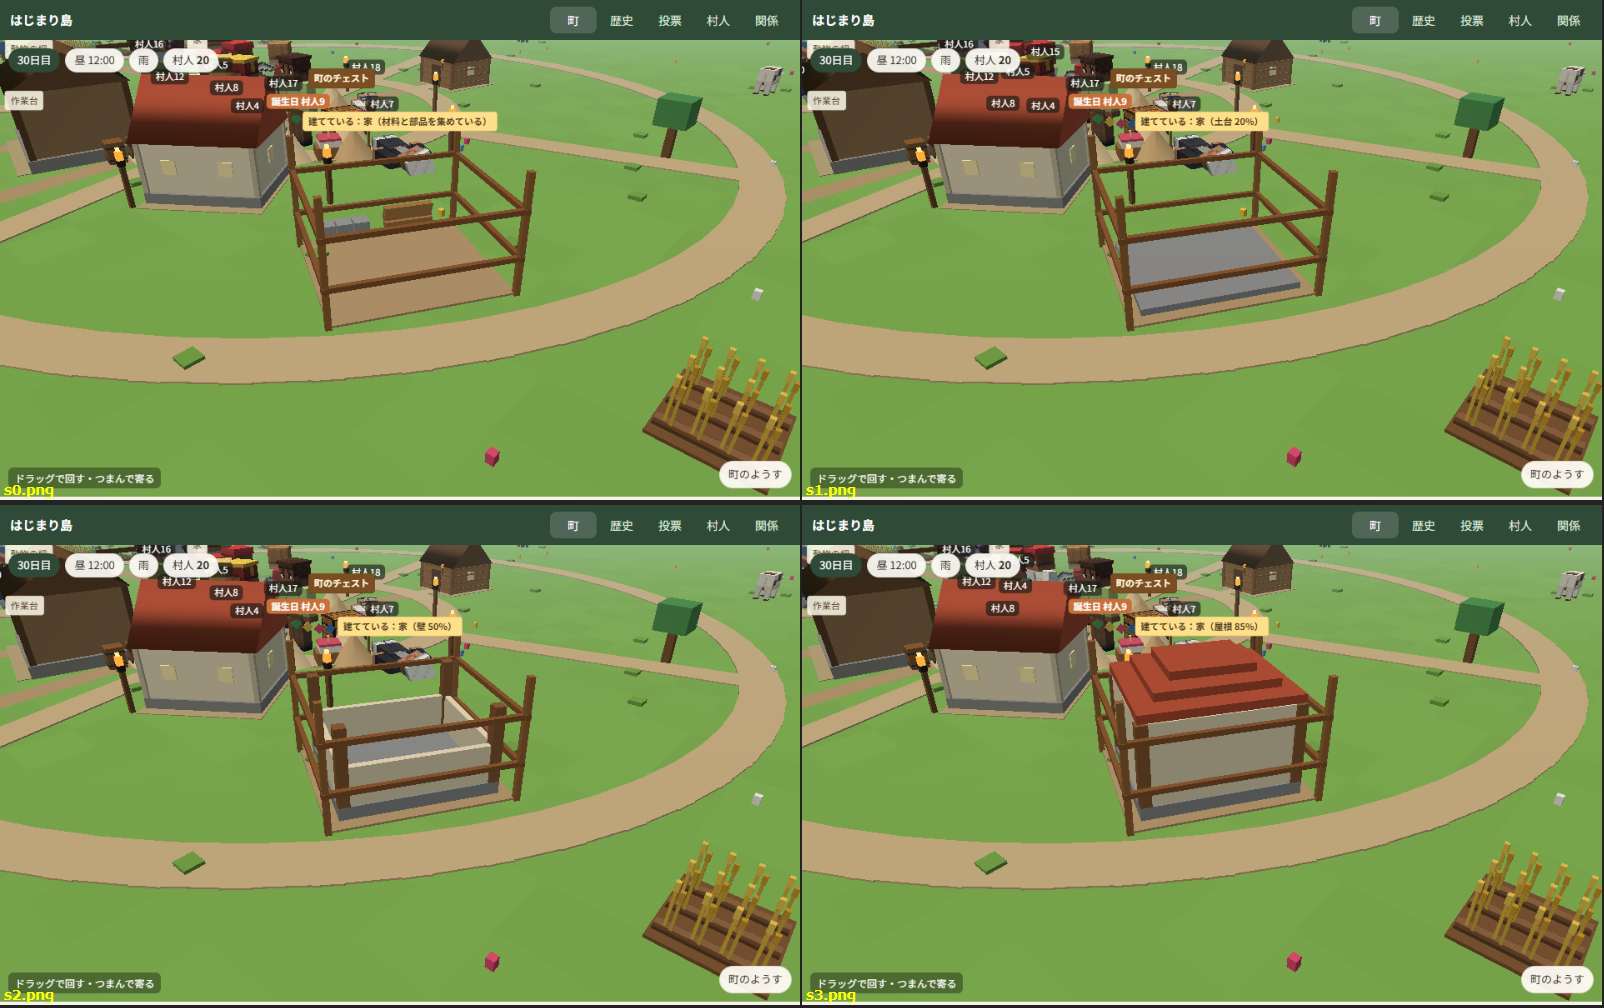 はじまり島
町 歴史 投票 村人 関係
30日目 昼 12:00 雨 村人 20
村人16
村人12
村人8
村人4
村人17
村人18
町のチェスト
誕生日 村人9
村人7
作業台
建てている：家（材料と部品を集めている）
ドラッグで回す・つまんで寄る
町のようす
s0.png
はじまり島
町 歴史 投票 村人 関係
30日目 昼 12:00 雨 村人 20
村人16
村人15
村人12
村人8
村人4
村人17
村人18
町のチェスト
誕生日 村人9
村人7
作業台
建てている：家（土台 20%）
ドラッグで回す・つまんで寄る
町のようす
s1.png
はじまり島
町 歴史 投票 村人 関係
30日目 昼 12:00 雨 村人 20
村人16
村人12
村人8
村人4
村人17
村人18
町のチェスト
誕生日 村人9
村人7
作業台
建てている：家（壁 50%）
ドラッグで回す・つまんで寄る
町のようす
s2.png
はじまり島
町 歴史 投票 村人 関係
30日目 昼 12:00 雨 村人 20
村人16
村人12
村人4
村人8
村人17
村人18
町のチェスト
誕生日 村人9
村人7
作業台
建てている：家（屋根 85%）
ドラッグで回す・つまんで寄る
町のようす
s3.png